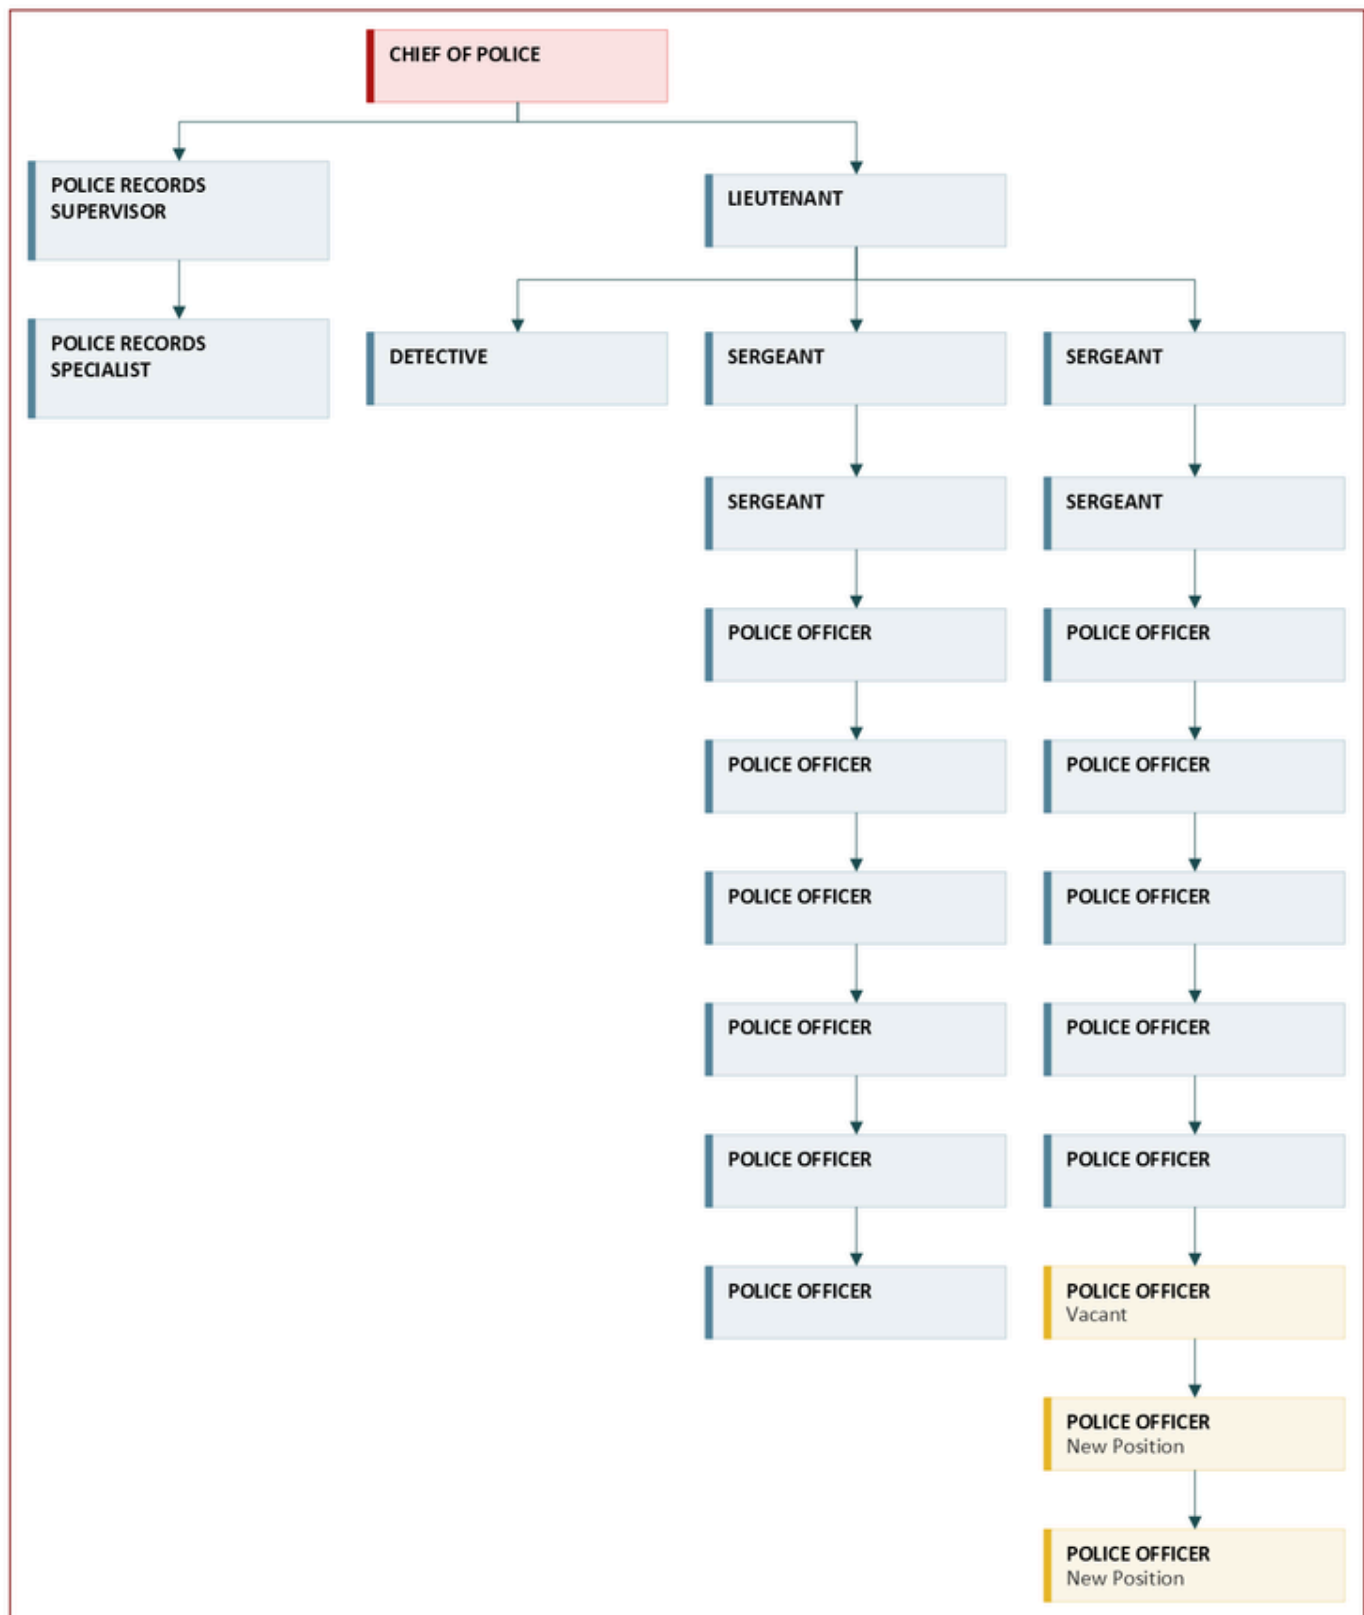 CHIEF OF POLICE
POLICE RECORDS
SUPERVISOR
LIEUTENANT
POLICE RECORDS
SPECIALIST
DETECTIVE
SERGEANT
SERGEANT
SERGEANT
SERGEANT
POLICE OFFICER
POLICE OFFICER
POLICE OFFICER
POLICE OFFICER
POLICE OFFICER
POLICE OFFICER
POLICE OFFICER
POLICE OFFICER
POLICE OFFICER
POLICE OFFICER
POLICE OFFICER
POLICE OFFICER
Vacant
POLICE OFFICER
New Position
POLICE OFFICER
New Position